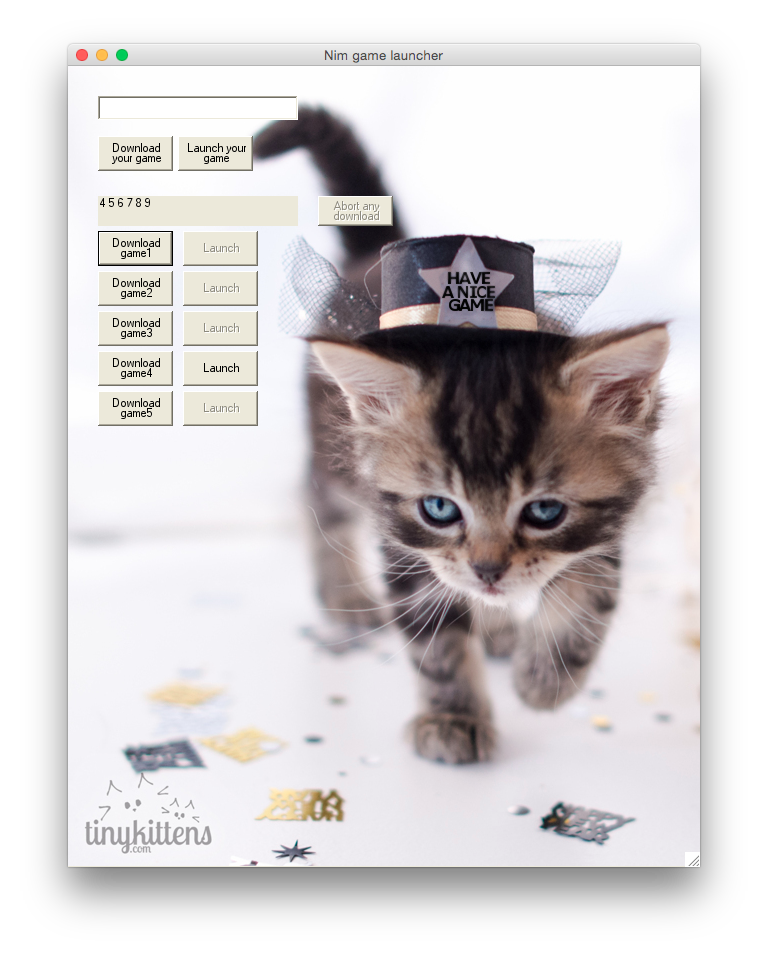 Nim game launcher
Download
your game
Launch your
game
4 5 6 7 8 9
Abort any
download
Download
game1
Launch
Download
game2
Launch
Download
game3
Launch
Download
game4
Launch
Download
game5
Launch
HAVE
A NICE
GAME
tinykittens
.com